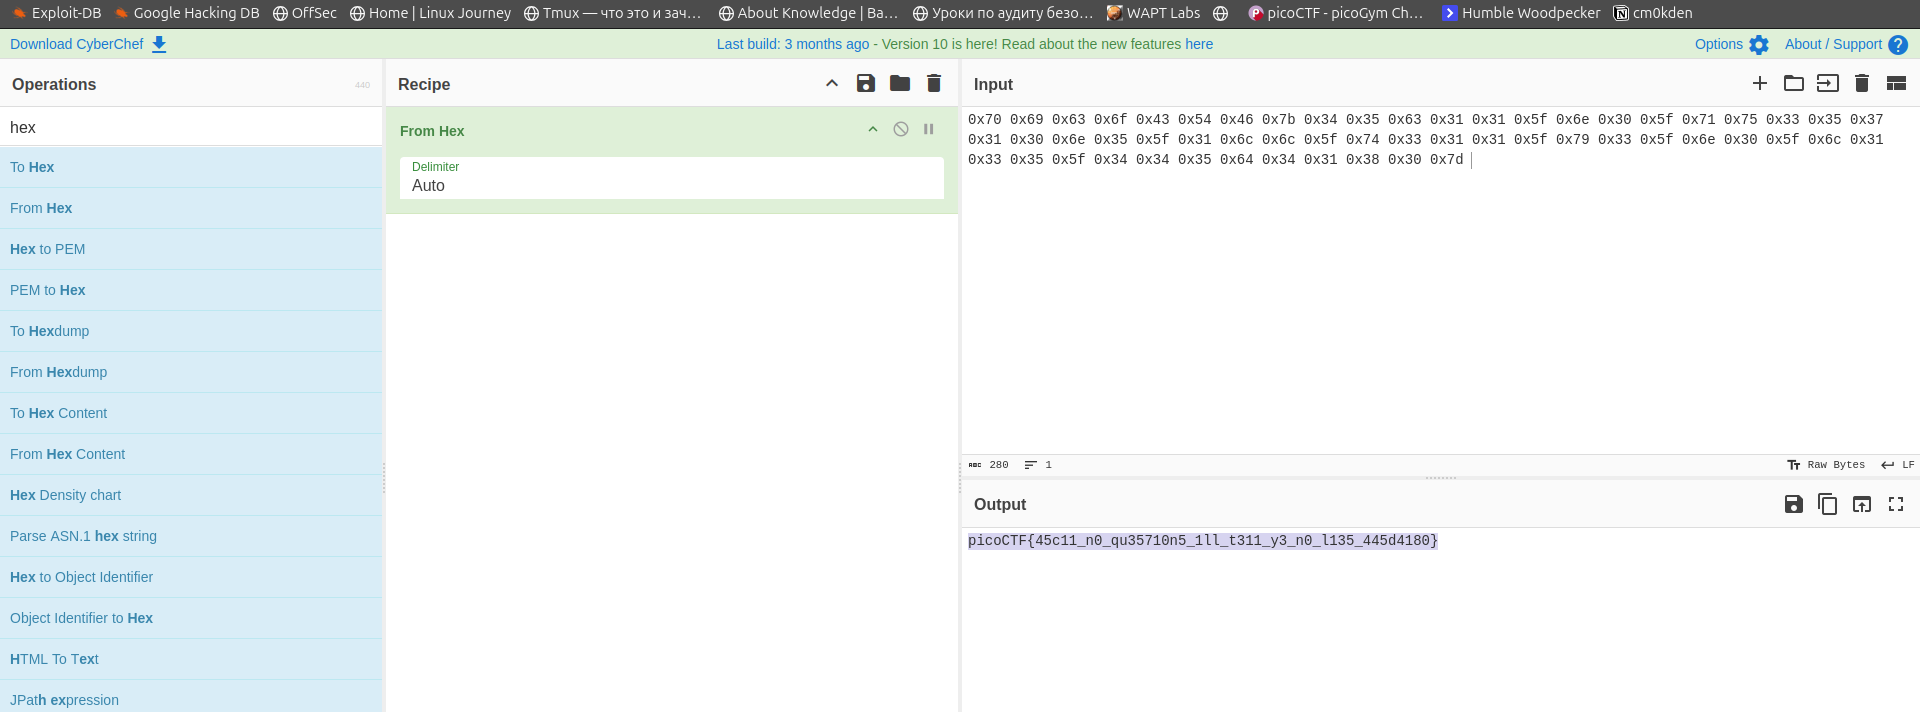 Exploit-DB Google Hacking DB OffSec Home | Linux Journey Tmux — что это и зач… About Knowledge | Ba… Уроки по аудиту безо… WAPT Labs picoCTF - picoGym Ch… Humble Woodpecker cm0kden
Download CyberChef Last build: 3 months ago - Version 10 is here! Read about the new features here Options About / Support
Operations 440
hex
To Hex
From Hex
Hex to PEM
PEM to Hex
To Hexdump
From Hexdump
To Hex Content
From Hex Content
Hex Density chart
Parse ASN.1 hex string
Hex to Object Identifier
Object Identifier to Hex
HTML To Text
JPath expression
Recipe
From Hex
Delimiter
Auto
Input
0x70 0x69 0x63 0x6f 0x43 0x54 0x46 0x7b 0x34 0x35 0x63 0x31 0x31 0x5f 0x6e 0x30 0x5f 0x71 0x75 0x33 0x35 0x37
0x31 0x30 0x6e 0x35 0x5f 0x31 0x6c 0x6c 0x5f 0x74 0x33 0x31 0x31 0x5f 0x79 0x33 0x5f 0x6e 0x30 0x5f 0x6c 0x31
0x33 0x35 0x5f 0x34 0x34 0x35 0x64 0x34 0x31 0x38 0x30 0x7d
ABC 280 1 Raw Bytes LF
Output
picoCTF{45c11_n0_qu35710n5_1ll_t311_y3_n0_l135_445d4180}